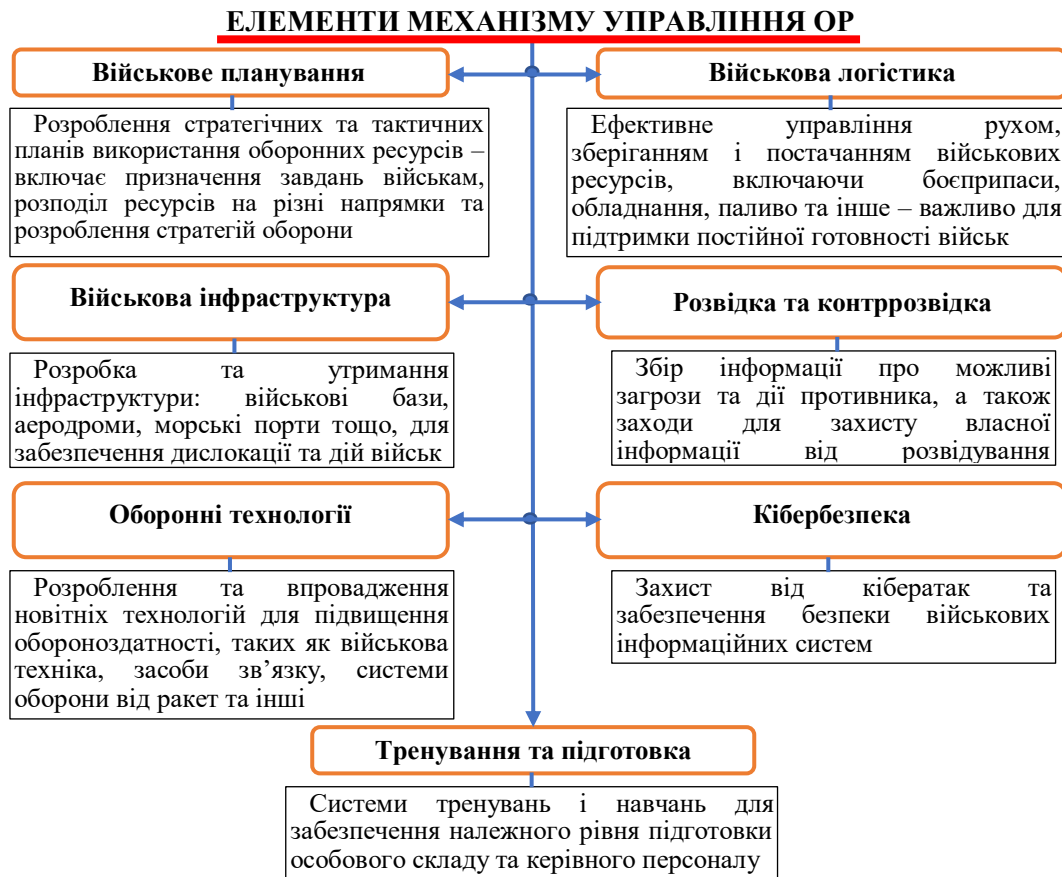 ЕЛЕМЕНТИ МЕХАНІЗМУ УПРАВЛІННЯ ОР
Військове планування
Розроблення стратегічних та тактичних
планів використання оборонних ресурсів –
включає призначення завдань військам,
розподіл ресурсів на різні напрямки та
розроблення стратегій оборони
Військова логістика
Ефективне управління рухом,
зберіганням і постачанням військових
ресурсів, включаючи боєприпаси,
обладнання, паливо та інше – важливо для
підтримки постійної готовності військ
Військова інфраструктура
Розробка та утримання
інфраструктури: військові бази,
аеродроми, морські порти тощо, для
забезпечення дислокації та дій військ
Розвідка та контррозвідка
Збір інформації про можливі
загрози та дії противника, а також
заходи для захисту власної
інформації від розвідування
Оборонні технології
Розроблення та впровадження
новітніх технологій для підвищення
обороноздатності, таких як військова
техніка, засоби зв’язку, системи
оборони від ракет та інші
Кібербезпека
Захист від кібератак та
забезпечення безпеки військових
інформаційних систем
Тренування та підготовка
Системи тренувань і навчань для
забезпечення належного рівня підготовки
особового складу та керівного персоналу